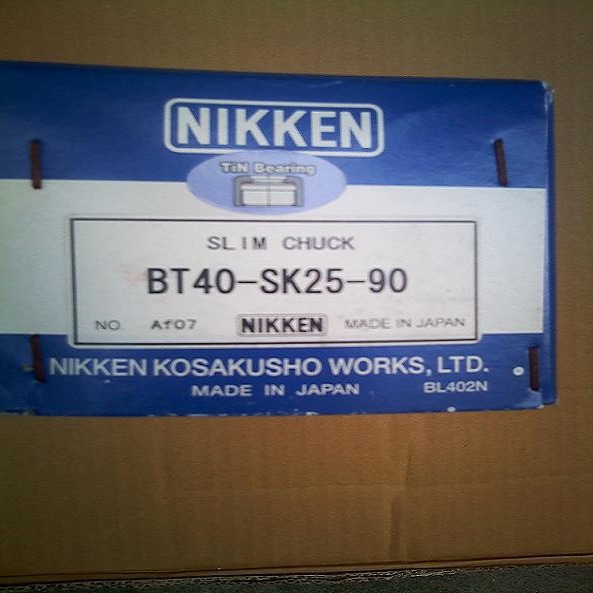 NIKKEN
TiN Bearing
SLIM CHUCK
BT40-SK25-90
NO. Af07 NIKKEN MADE IN JAPAN
NIKKEN KOSAKUSHO WORKS, LTD.
MADE IN JAPAN BL402N